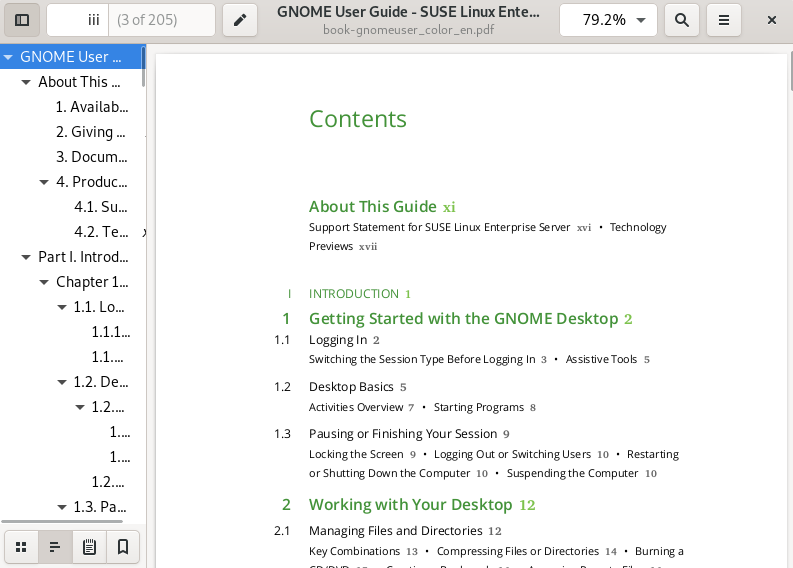 iii (3 of 205)
GNOME User Guide - SUSE Linux Ente...
book-gnomeuser_color_en.pdf
79.2%
GNOME User ...
About This ...
1. Availab...
2. Giving ...
3. Docum...
4. Produc...
4.1. Su...
4.2. Te...
Part I. Introd...
Chapter 1...
1.1. Lo...
1.1.1...
1.1....
1.2. De...
1.2....
1....
1....
1.2....
1.3. Pa...
Contents
About This Guide xi
Support Statement for SUSE Linux Enterprise Server xvi • Technology
Previews xvii
I INTRODUCTION 1
1 Getting Started with the GNOME Desktop 2
1.1 Logging In 2
Switching the Session Type Before Logging In 3 • Assistive Tools 5
1.2 Desktop Basics 5
Activities Overview 7 • Starting Programs 8
1.3 Pausing or Finishing Your Session 9
Locking the Screen 9 • Logging Out or Switching Users 10 • Restarting
or Shutting Down the Computer 10 • Suspending the Computer 10
2 Working with Your Desktop 12
2.1 Managing Files and Directories 12
Key Combinations 13 • Compressing Files or Directories 14 • Burning a